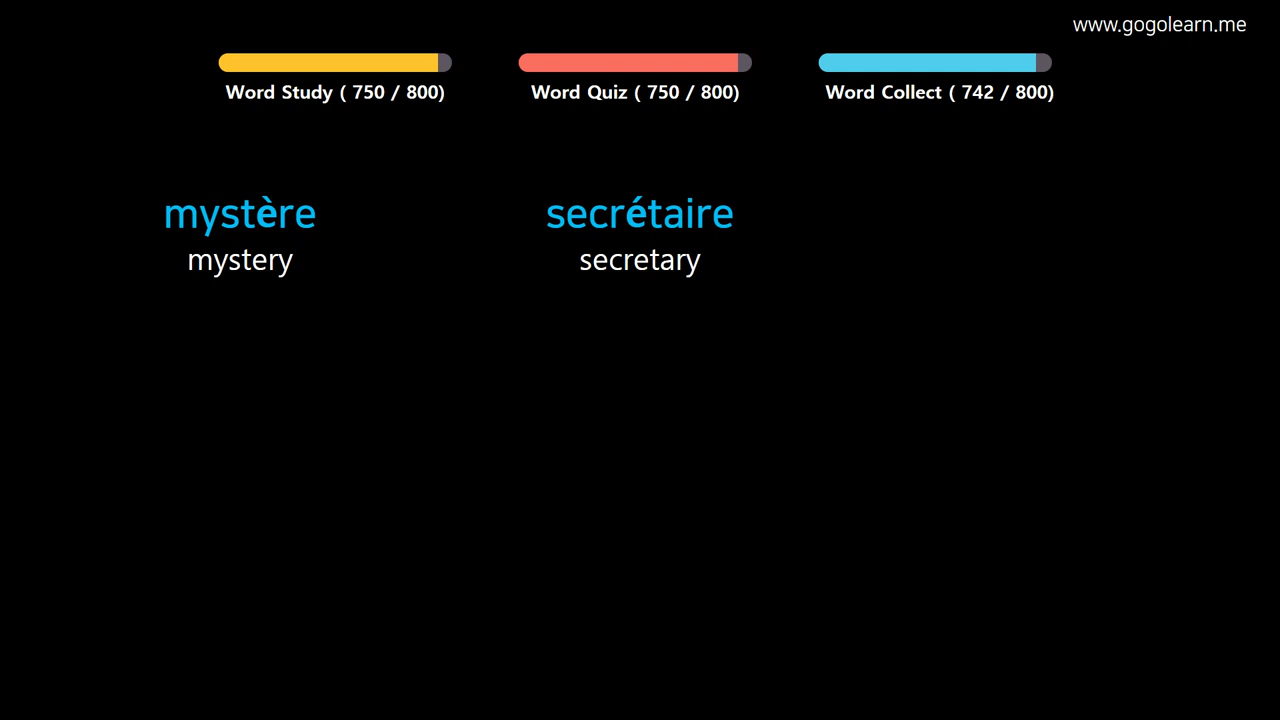 www.gogolearn.me
Word Study ( 750 / 800)
Word Quiz ( 750 / 800)
Word Collect ( 742 / 800)
mystère
mystery
secrétaire
secretary